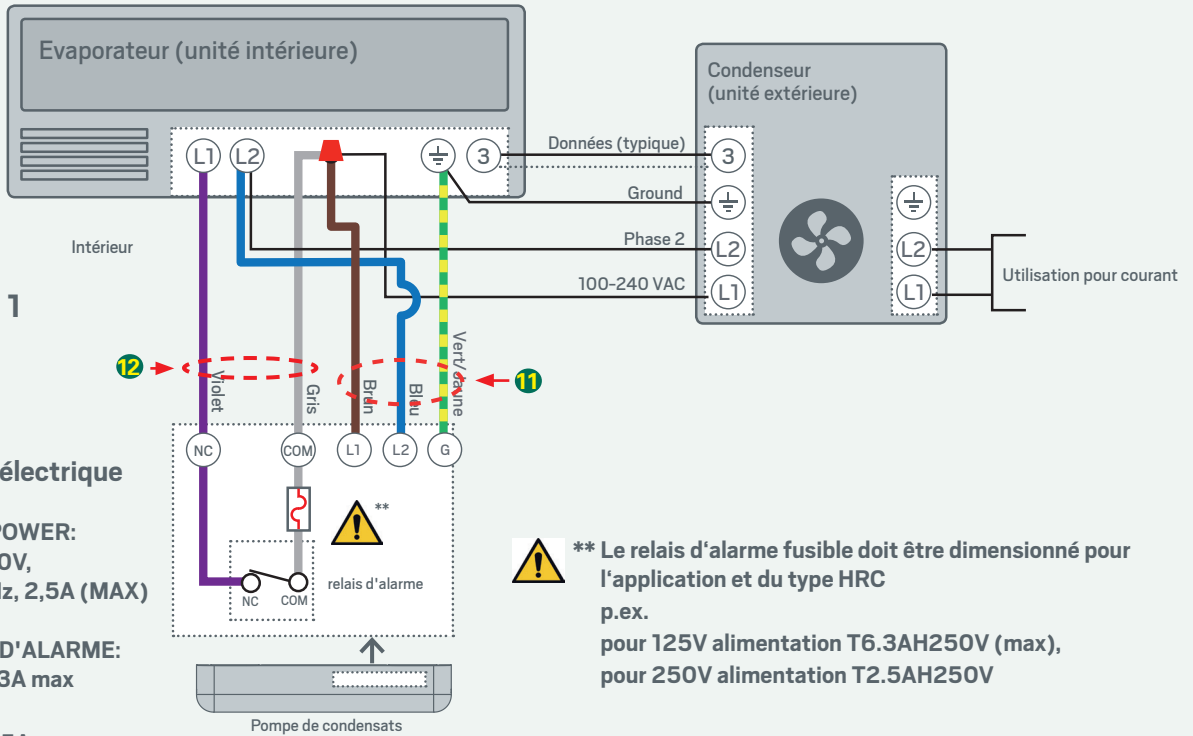 Evaporateur (unité intérieure)
Condenseur
(unité extérieure)
L1 L2 3
Données (typique)
3
Ground
Phase 2
L2
100-240 VAC
L1
L2
L1
Utilisation pour courant
Intérieur
1
12
11
Violet
Gris
Brun
Bleu
Vert/Jaune
NC COM L1 L2 G
électrique
POWER:
0V,
Hz, 2,5A (MAX)
D'ALARME:
3A max
**
relais d'alarme
NC COM
Pompe de condensats
** Le relais d'alarme fusible doit être dimensionné pour
l'application et du type HRC
p.ex.
pour 125V alimentation T6.3AH250V (max),
pour 250V alimentation T2.5AH250V